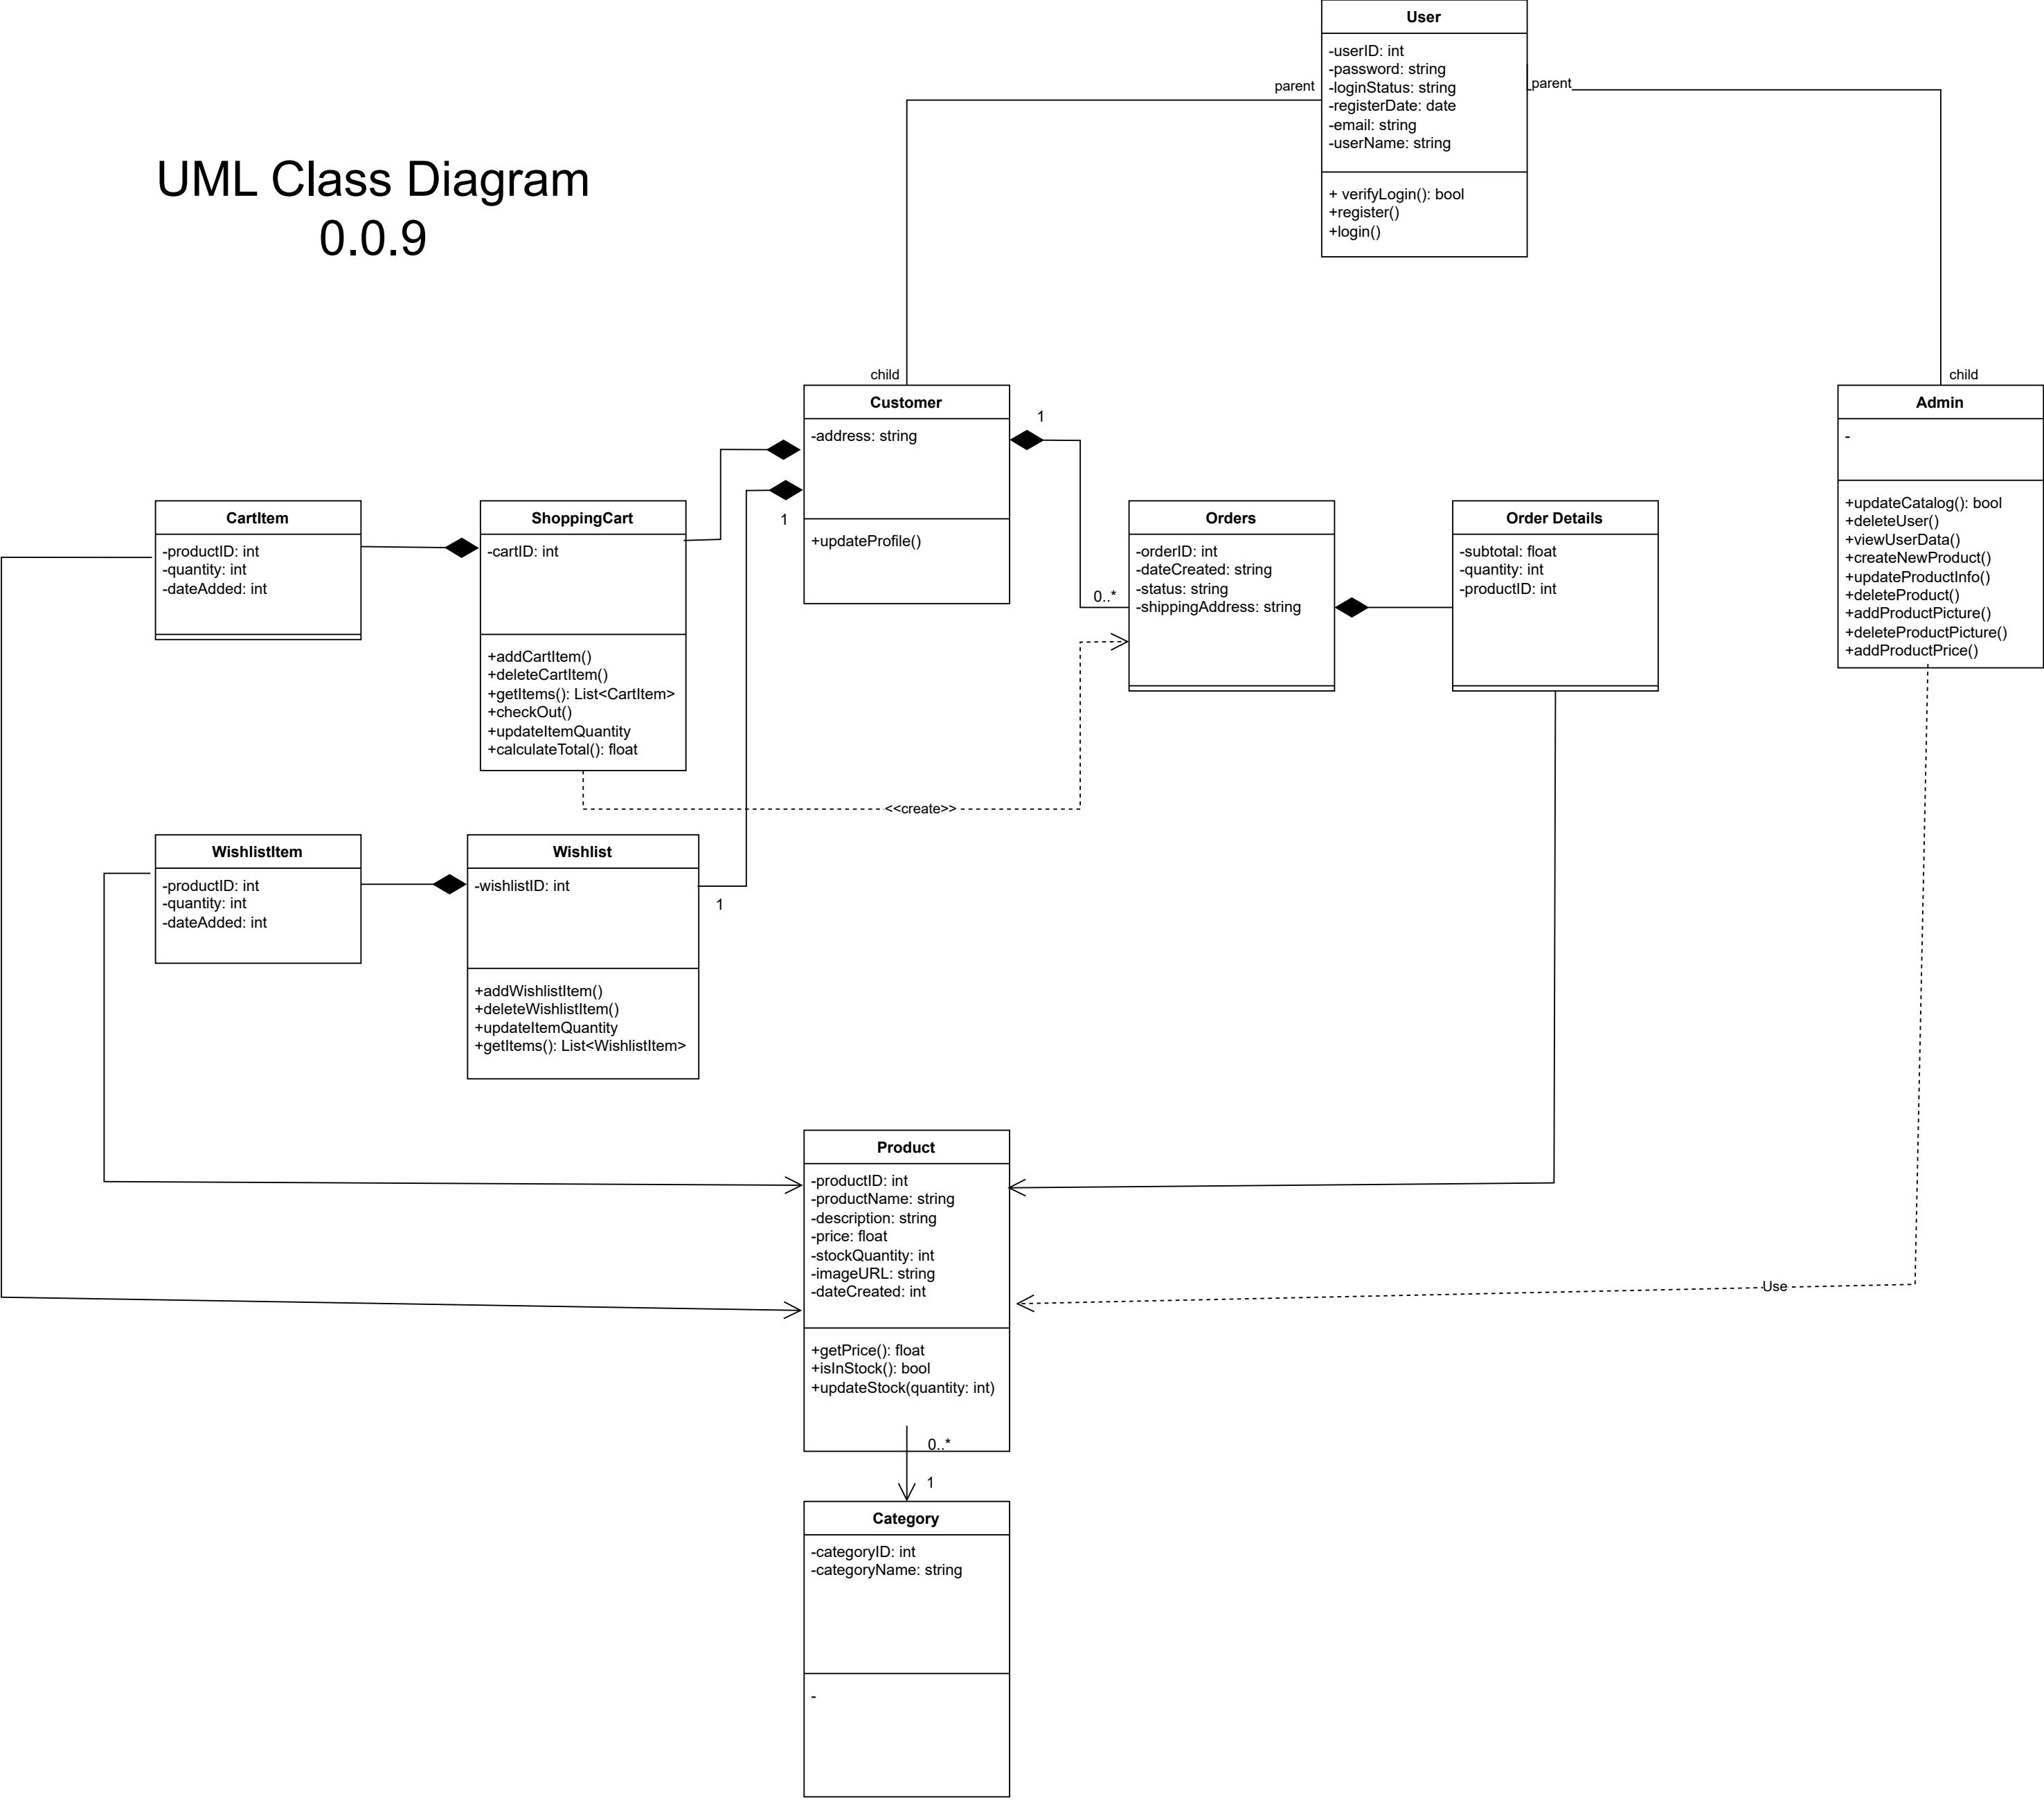 User
-userID: int
-password: string
-loginStatus: string
-registerDate: date
-email: string
-userName: string
+ verifyLogin(): bool
+register()
+login()
parent
parent
UML Class Diagram
0.0.9
child
child
Customer
-address: string
+updateProfile()
1
1
Admin
-
+updateCatalog(): bool
+deleteUser()
+viewUserData()
+createNewProduct()
+updateProductInfo()
+deleteProduct()
+addProductPicture()
+deleteProductPicture()
+addProductPrice()
CartItem
-productID: int
-quantity: int
-dateAdded: int
ShoppingCart
-cartID: int
+addCartItem()
+deleteCartItem()
+getItems(): List<CartItem>
+checkOut()
+updateItemQuantity
+calculateTotal(): float
Orders
-orderID: int
-dateCreated: string
-status: string
-shippingAddress: string
0..*
Order Details
-subtotal: float
-quantity: int
-productID: int
<<create>>
WishlistItem
-productID: int
-quantity: int
-dateAdded: int
Wishlist
-wishlistID: int
+addWishlistItem()
+deleteWishlistItem()
+updateItemQuantity
+getItems(): List<WishlistItem>
1
Product
-productID: int
-productName: string
-description: string
-price: float
-stockQuantity: int
-imageURL: string
-dateCreated: int
+getPrice(): float
+isInStock(): bool
+updateStock(quantity: int)
Use
0..*
1
Category
-categoryID: int
-categoryName: string
-